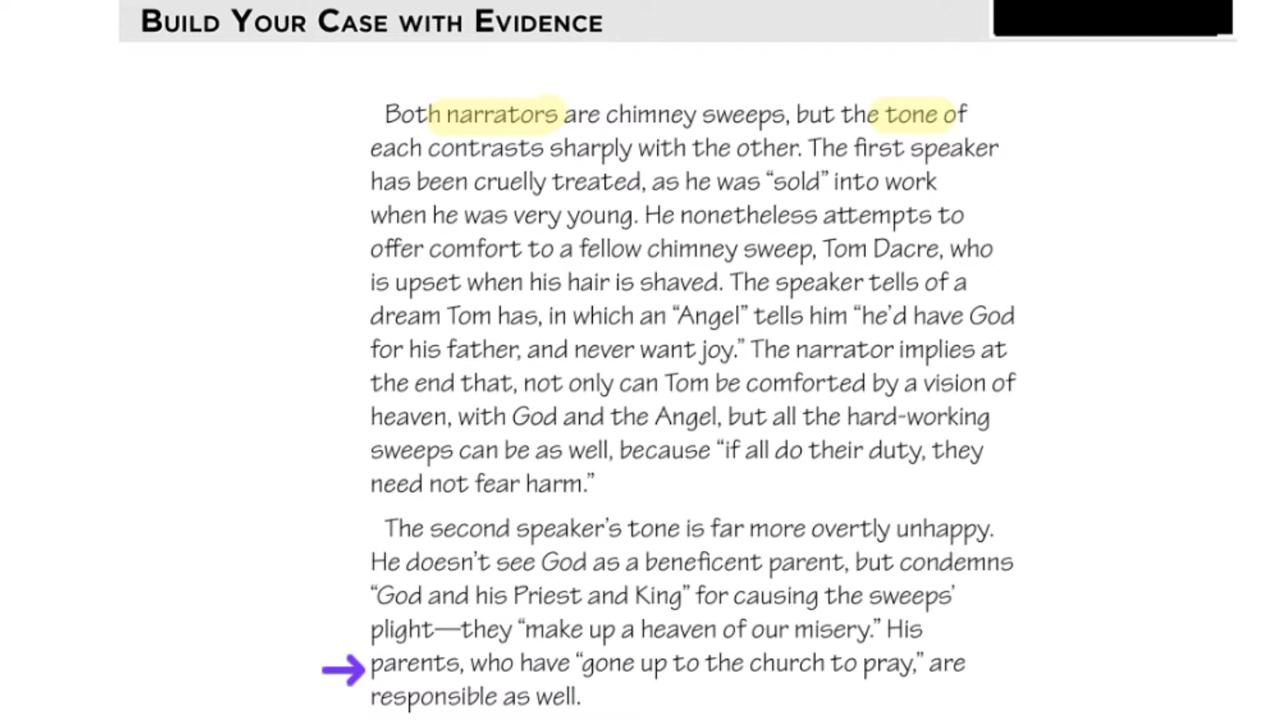 BUILD YOUR CASE WITH EVIDENCE
Both narrators are chimney sweeps, but the tone of
each contrasts sharply with the other. The first speaker
has been cruelly treated, as he was “sold” into work
when he was very young. He nonetheless attempts to
offer comfort to a fellow chimney sweep, Tom Dacre, who
is upset when his hair is shaved. The speaker tells of a
dream Tom has, in which an “Angel” tells him “he’d have God
for his father, and never want joy.” The narrator implies at
the end that, not only can Tom be comforted by a vision of
heaven, with God and the Angel, but all the hard-working
sweeps can be as well, because “if all do their duty, they
need not fear harm.”
The second speaker’s tone is far more overtly unhappy.
He doesn’t see God as a beneficent parent, but condemns
“God and his Priest and King” for causing the sweeps’
plight—they “make up a heaven of our misery.” His
parents, who have “gone up to the church to pray,” are
responsible as well.